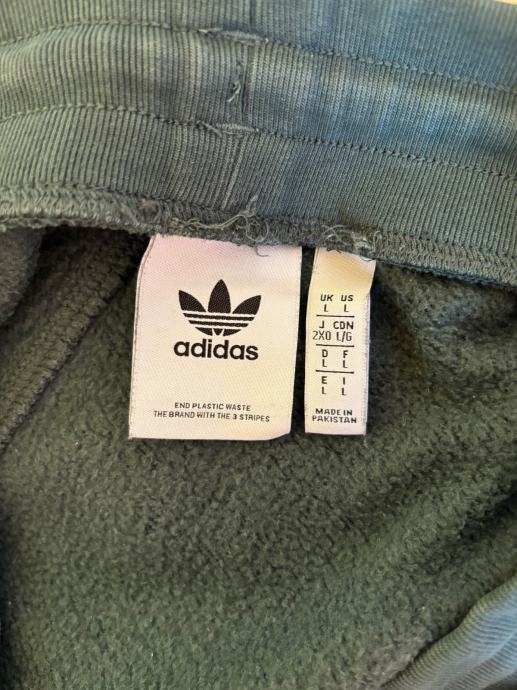 adidas
END PLASTIC WASTE
THE BRAND WITH THE 3 STRIPES
UK US
L L
J CDN
2XO L/G
D F
L L
E I
L L
MADE IN
PAKISTAN